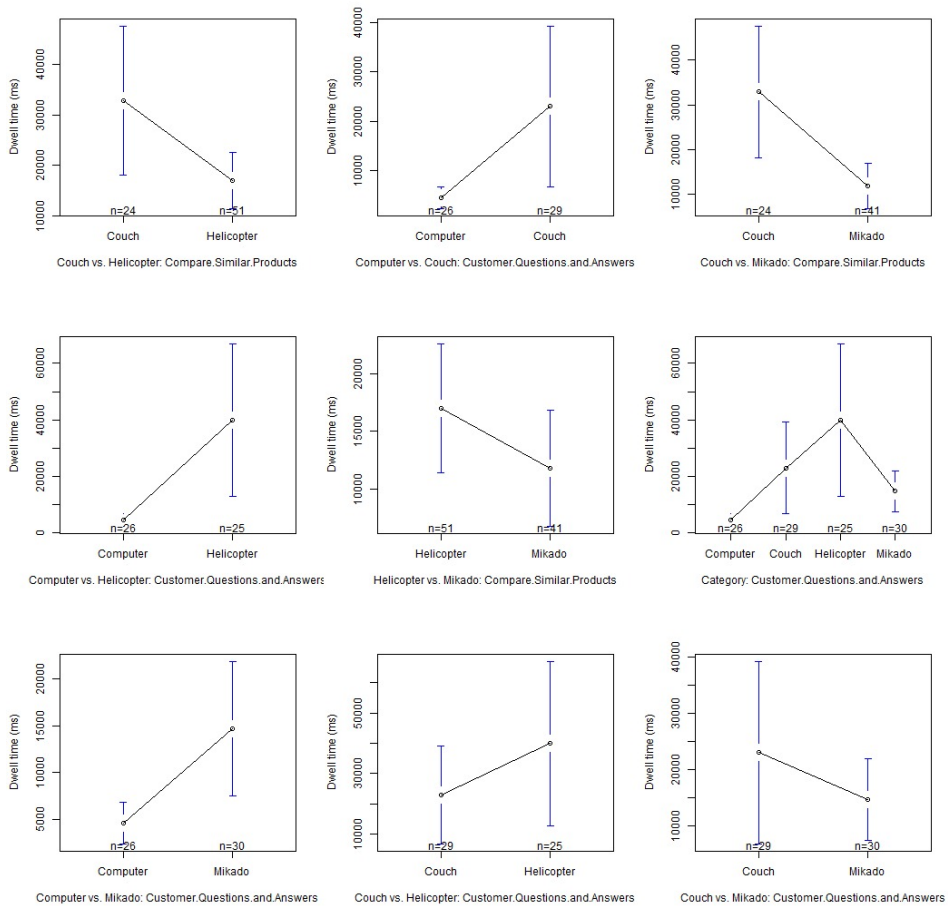 Dwell time (ms)
10000 20000 30000 40000
n=24 n=51
Couch Helicopter
Couch vs. Helicopter: Compare.Similar.Products
Dwell time (ms)
10000 20000 30000 40000
n=26 n=29
Computer Couch
Computer vs. Couch: Customer.Questions.and.Answers
Dwell time (ms)
10000 20000 30000 40000
n=24 n=41
Couch Mikado
Couch vs. Mikado: Compare.Similar.Products
Dwell time (ms)
0 20000 40000 60000
n=26 n=25
Computer Helicopter
Computer vs. Helicopter: Customer.Questions.and.Answers
Dwell time (ms)
10000 15000 20000
n=51 n=41
Helicopter Mikado
Helicopter vs. Mikado: Compare.Similar.Products
Dwell time (ms)
0 20000 40000 60000
n=26 n=29 n=25 n=30
Computer Couch Helicopter Mikado
Category: Customer.Questions.and.Answers
Dwell time (ms)
5000 10000 15000 20000
n=26 n=30
Computer Mikado
Computer vs. Mikado: Customer.Questions.and.Answers
Dwell time (ms)
10000 30000 50000
n=29 n=25
Couch Helicopter
Couch vs. Helicopter: Customer.Questions.and.Answers
Dwell time (ms)
10000 20000 30000 40000
n=29 n=30
Couch Mikado
Couch vs. Mikado: Customer.Questions.and.Answers